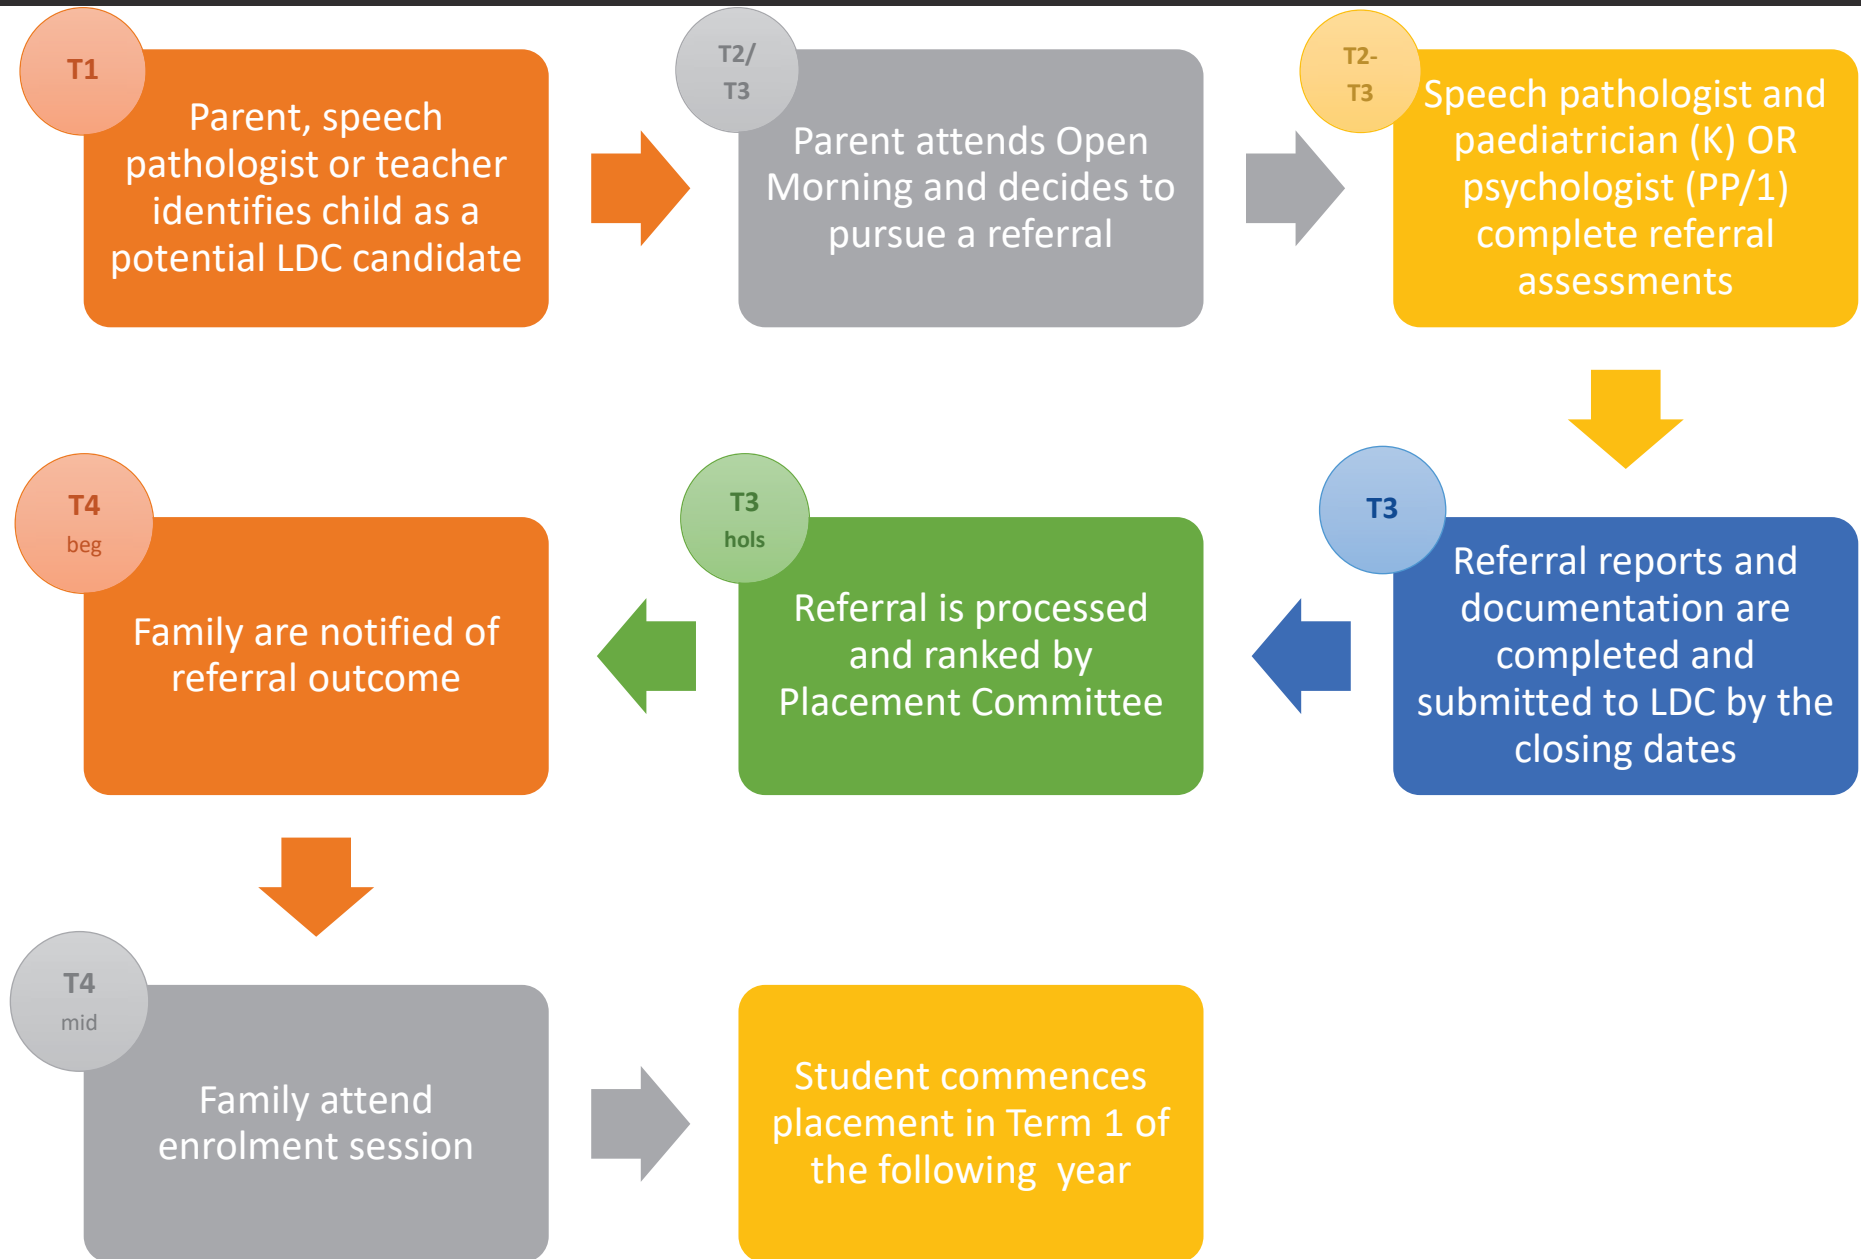 T1
Parent, speech
pathologist or teacher
identifies child as a
potential LDC candidate
T2/
T3
Parent attends Open
Morning and decides to
pursue a referral
T2-
T3
Speech pathologist and
paediatrician (K) OR
psychologist (PP/1)
complete referral
assessments
T3
Referral reports and
documentation are
completed and
submitted to LDC by the
closing dates
T3
hols
Referral is processed
and ranked by
Placement Committee
T4
beg
Family are notified of
referral outcome
T4
mid
Family attend
enrolment session
Student commences
placement in Term 1 of
the following  year